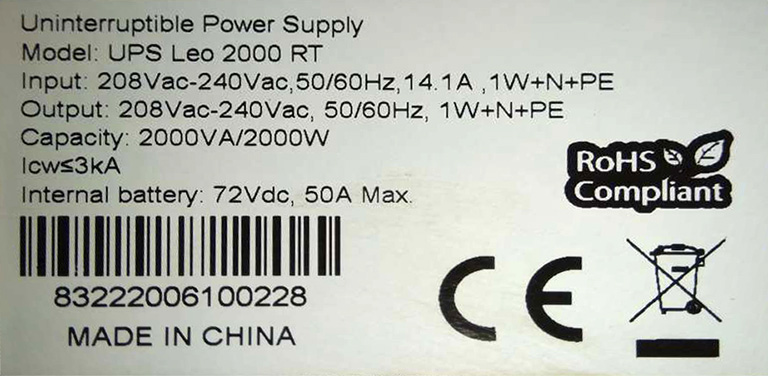 Uninterruptible Power Supply
Model: UPS Leo 2000 RT
Input: 208Vac-240Vac,50/60Hz,14.1A ,1W+N+PE
Output: 208Vac-240Vac, 50/60Hz, 1W+N+PE
Capacity: 2000VA/2000W
Icw≤3kA
Internal battery: 72Vdc, 50A Max.
RoHS
Compliant
83222006100228
CE
MADE IN CHINA